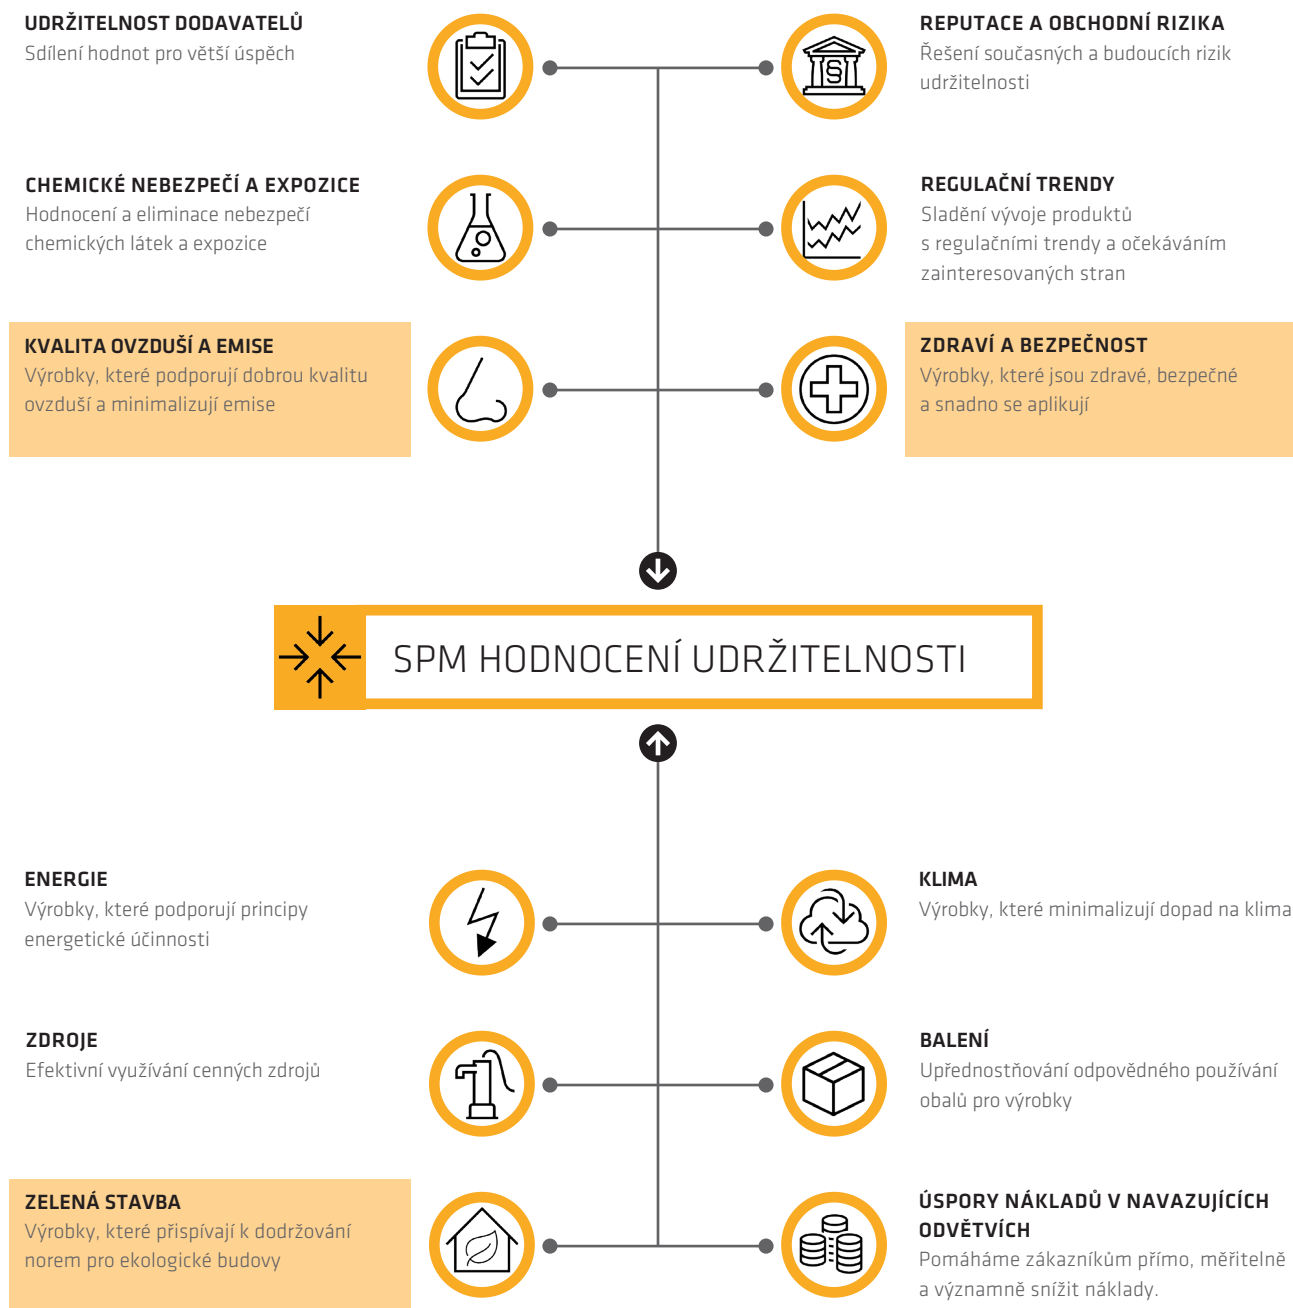 UDRŽITELNOST DODAVATELŮ
Sdílení hodnot pro větší úspěch
REPUTACE A OBCHODNÍ RIZIKA
Řešení současných a budoucích rizik
udržitelnosti
CHEMICKÉ NEBEZPEČÍ A EXPOZICE
Hodnocení a eliminace nebezpečí
chemických látek a expozice
REGULAČNÍ TRENDY
Sladění vývoje produktů
s regulačními trendy a očekáváním
zainteresovaných stran
KVALITA OVZDUŠÍ A EMISE
Výrobky, které podporují dobrou kvalitu
ovzduší a minimalizují emise
ZDRAVÍ A BEZPEČNOST
Výrobky, které jsou zdravé, bezpečné
a snadno se aplikují
SPM HODNOCENÍ UDRŽITELNOSTI
ENERGIE
Výrobky, které podporují principy
energetické účinnosti
KLIMA
Výrobky, které minimalizují dopad na klima
ZDROJE
Efektivní využívání cenných zdrojů
BALENÍ
Upřednostňování odpovědného používání
obalů pro výrobky
ZELENÁ STAVBA
Výrobky, které přispívají k dodržování
norem pro ekologické budovy
ÚSPORY NÁKLADŮ V NAVAZUJÍCÍCH
ODVĚTVÍCH
Pomáháme zákazníkům přímo, měřitelně
a významně snížit náklady.